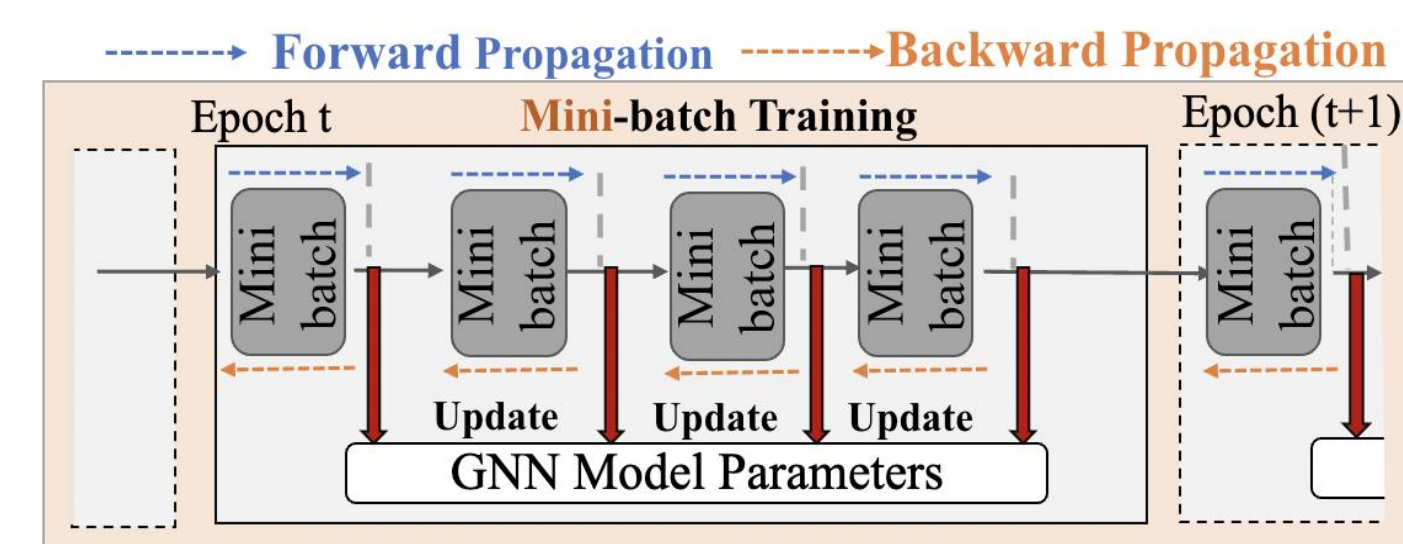 Forward Propagation
Backward Propagation
Epoch t
Mini-batch Training
Epoch (t+1)
Mini
batch
Mini
batch
Mini
batch
Mini
batch
Mini
batch
Update
Update
Update
GNN Model Parameters